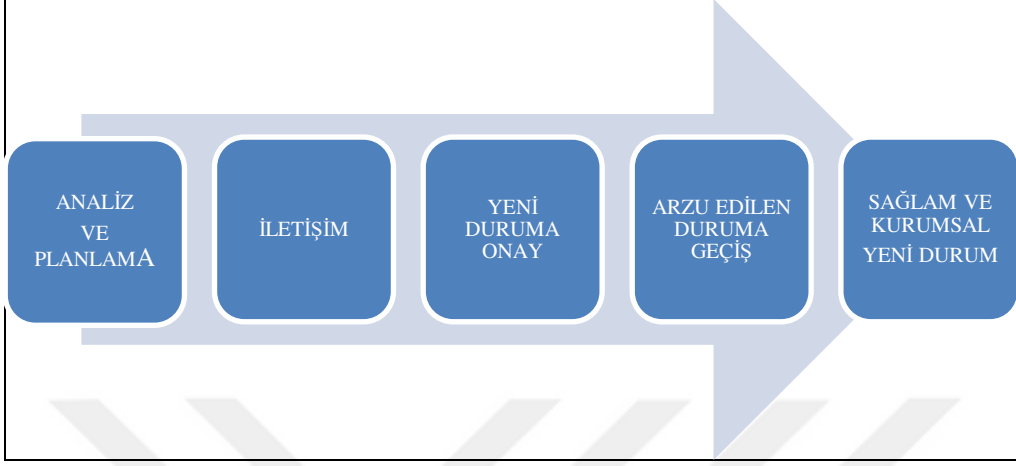 ANALİZ
VE
PLANLAMA
İLETİŞİM
YENİ
DURUMA
ONAY
ARZU EDİLEN
DURUMA
GEÇİŞ
SAĞLAM VE
KURUMSAL
YENİ DURUM